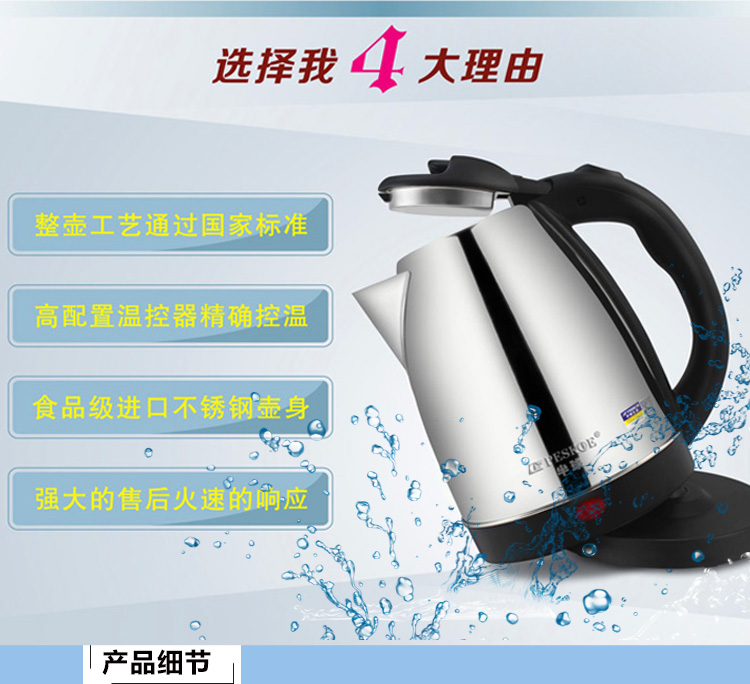 选择我4大理由
整壶工艺通过国家标准
高配置温控器精确控温
食品级进口不锈钢壶身
强大的售后火速的响应
PESKOE®
产品细节